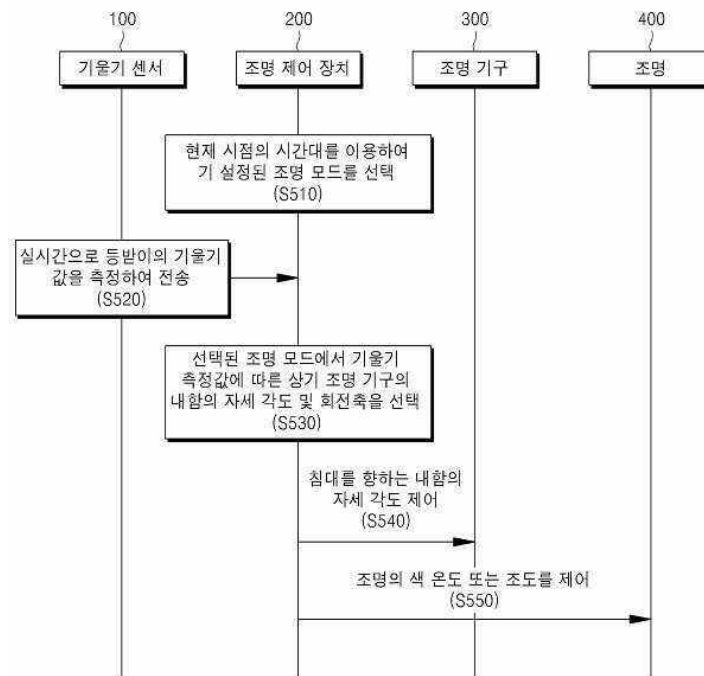 100
200
300
400
기울기 센서
조명 제어 장치
조명 기구
조명
현재 시점의 시간대를 이용하여
기 설정된 조명 모드를 선택
(S510)
실시간으로 등받이의 기울기
값을 측정하여 전송
(S520)
선택된 조명 모드에서 기울기
측정값에 따른 상기 조명 기구의
내함의 자세 각도 및 회전축을 선택
(S530)
침대를 향하는 내함의
자세 각도 제어
(S540)
조명의 색 온도 또는 조도를 제어
(S550)